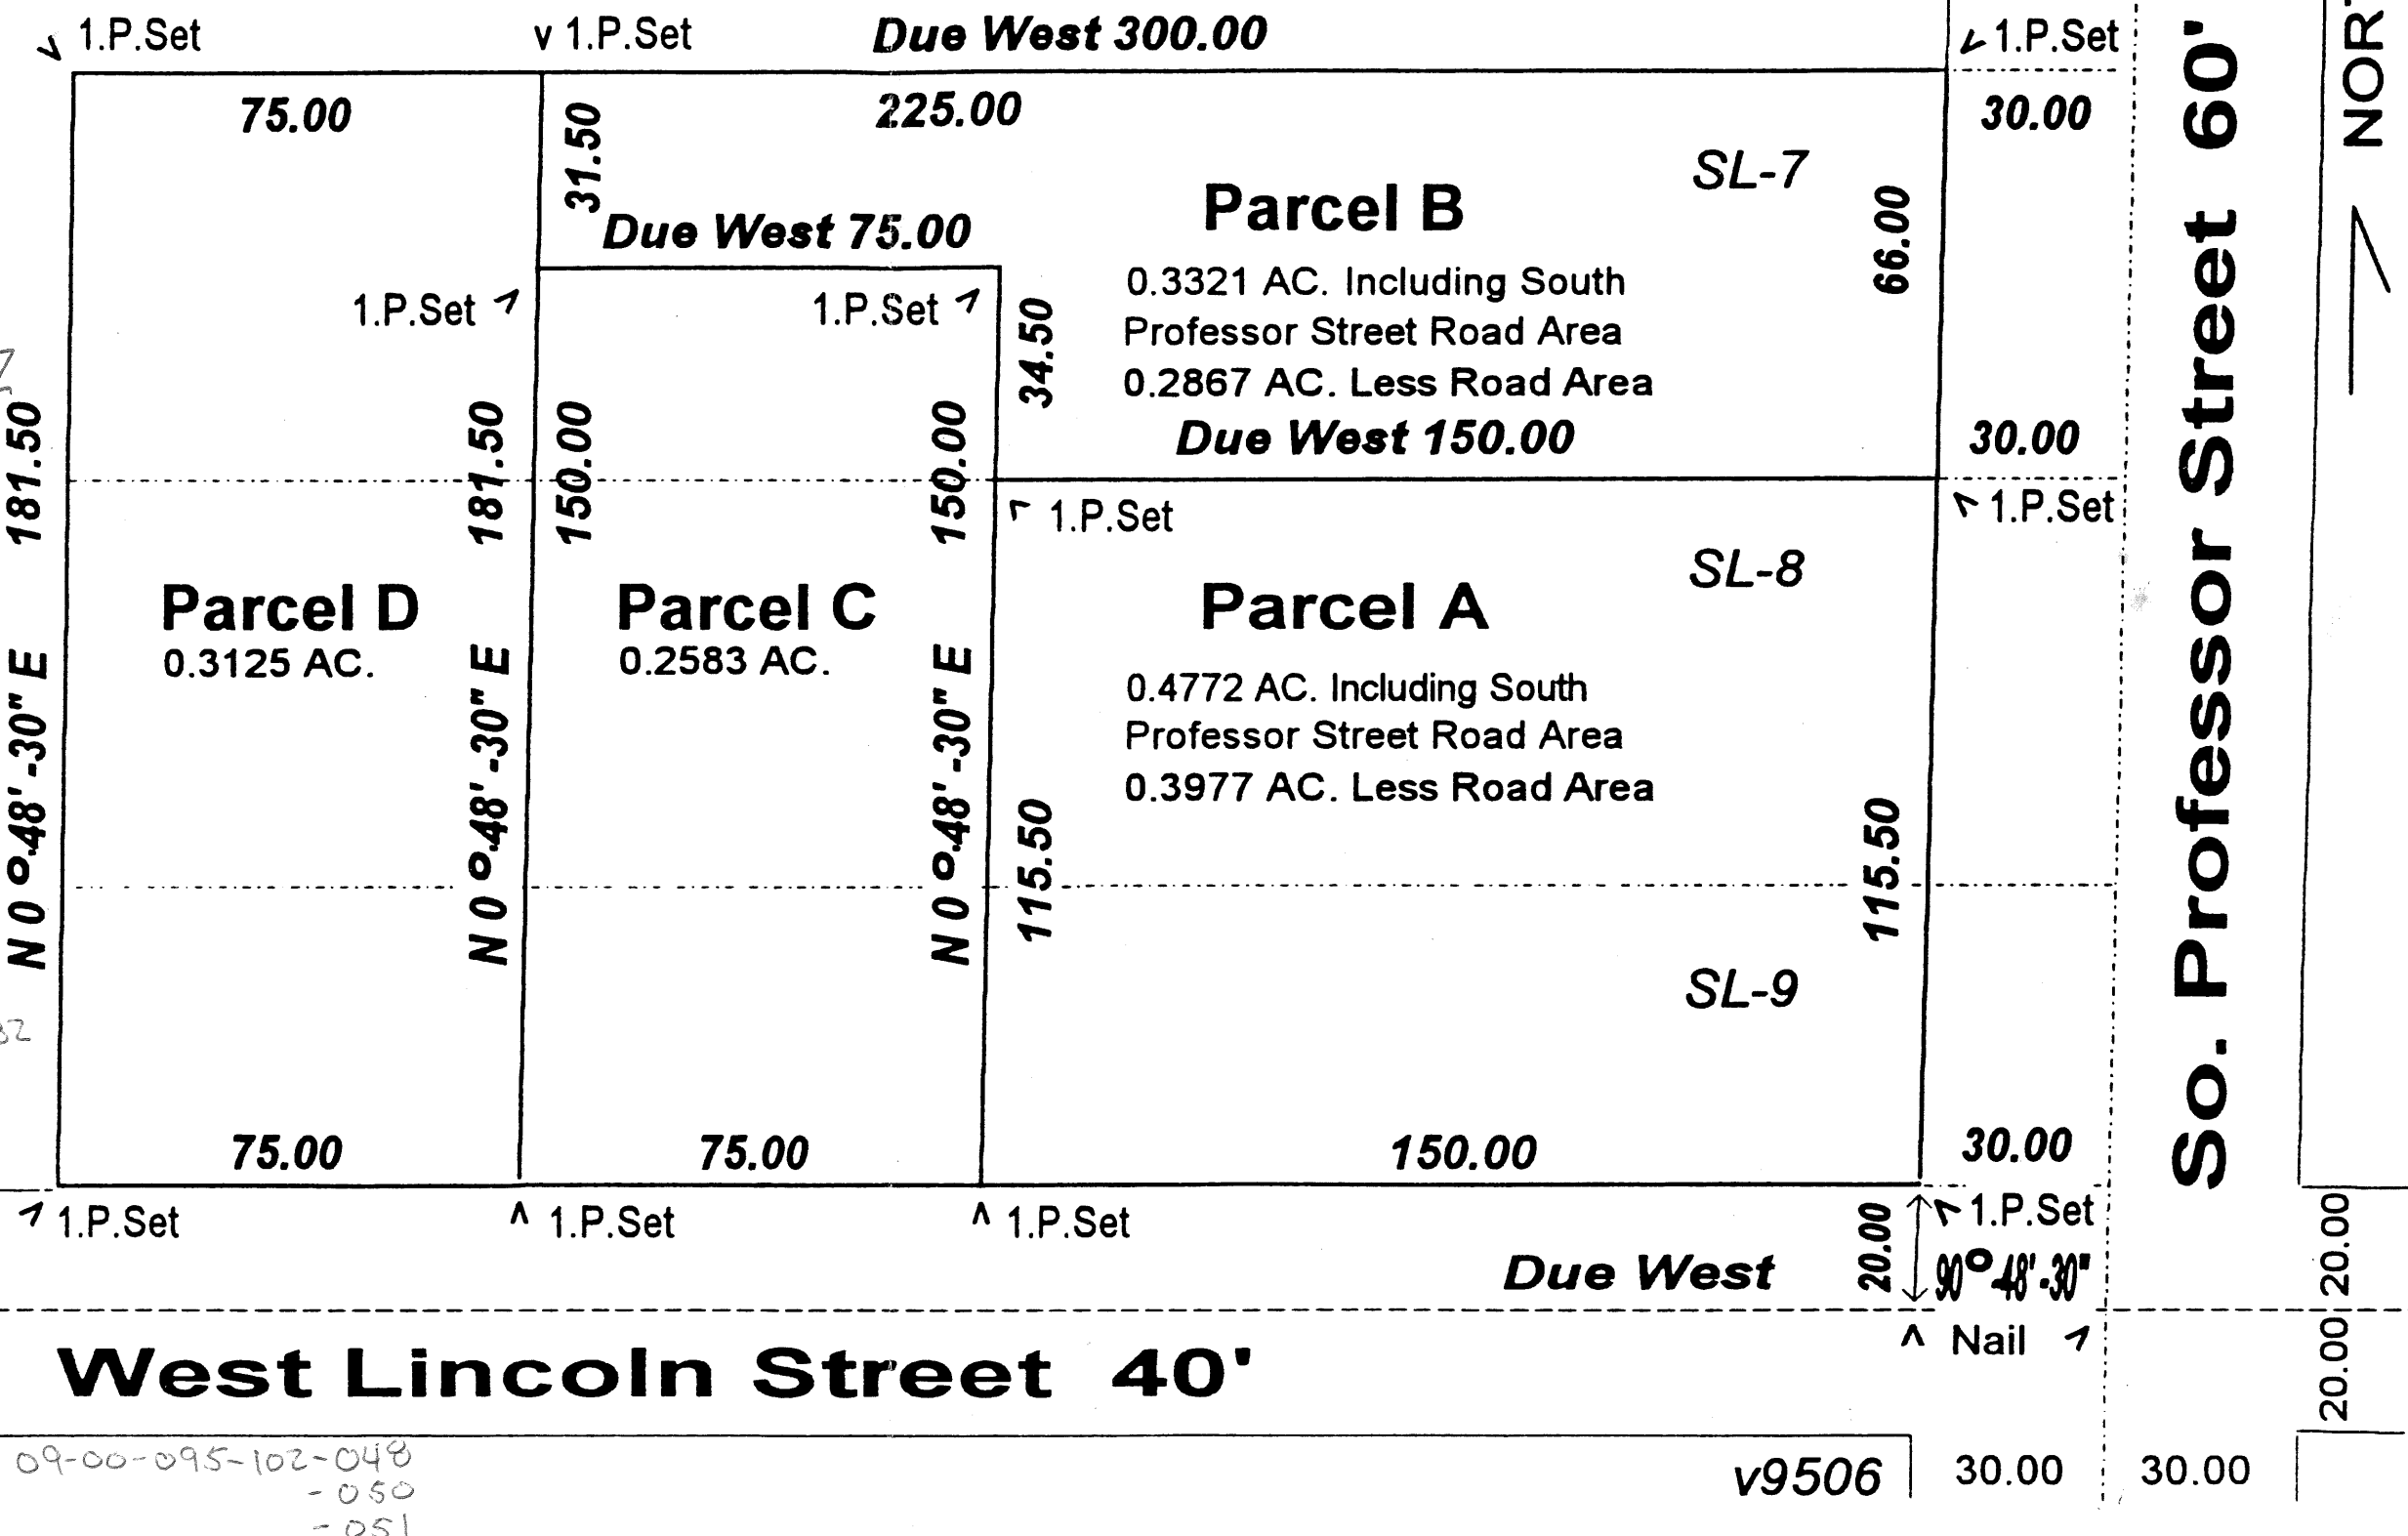 1.P.Set
1.P.Set
Due West 300.00
1.P.Set
75.00
31.50
225.00
30.00
SL-7
Parcel B
66.00
Due West 75.00
0.3321 AC. Including South
Professor Street Road Area
0.2867 AC. Less Road Area
1.P.Set
1.P.Set
34.50
Due West 150.00
30.00
181.50
181.50
150.00
150.00
1.P.Set
1.P.Set
SL-8
Parcel D
0.3125 AC.
Parcel C
0.2583 AC.
Parcel A
0.4772 AC. Including South
Professor Street Road Area
0.3977 AC. Less Road Area
N 0°-48'-30" E
N 0°-48'-30" E
N 0°-48'-30" E
115.50
115.50
SL-9
75.00
75.00
150.00
30.00
1.P.Set
1.P.Set
1.P.Set
1.P.Set
Due West
20.00
90°-48'-30"
Nail
So. Professor Street 60'
20.00
20.00
West Lincoln Street 40'
09-00-095-102-048
-050
-051
v9506
30.00
30.00